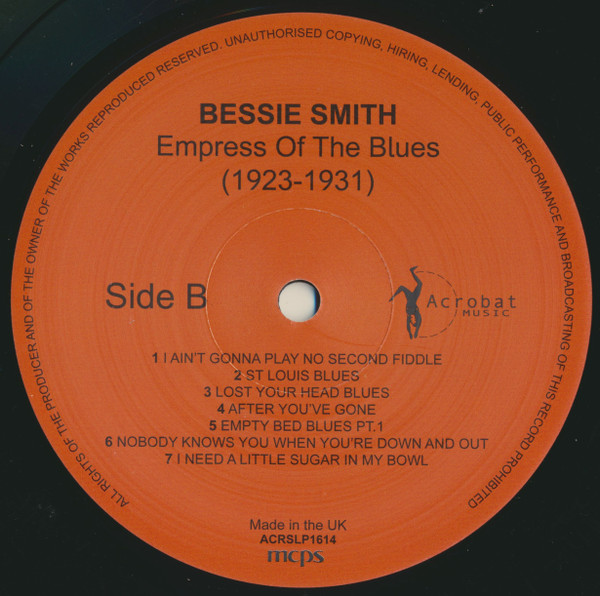 ALL RIGHTS OF THE PRODUCER AND OF THE OWNER OF THE WORKS REPRODUCED RESERVED. UNAUTHORISED COPYING, HIRING, LENDING, PUBLIC PERFORMANCE AND BROADCASTING OF THIS RECORD PROHIBITED
BESSIE SMITH
Empress Of The Blues
(1923-1931)
Side B
Acrobat
MUSIC
1 I AIN'T GONNA PLAY NO SECOND FIDDLE
2 ST LOUIS BLUES
3 LOST YOUR HEAD BLUES
4 AFTER YOU'VE GONE
5 EMPTY BED BLUES PT.1
6 NOBODY KNOWS YOU WHEN YOU'RE DOWN AND OUT
7 I NEED A LITTLE SUGAR IN MY BOWL
Made in the UK
ACRSLP1614
mcps